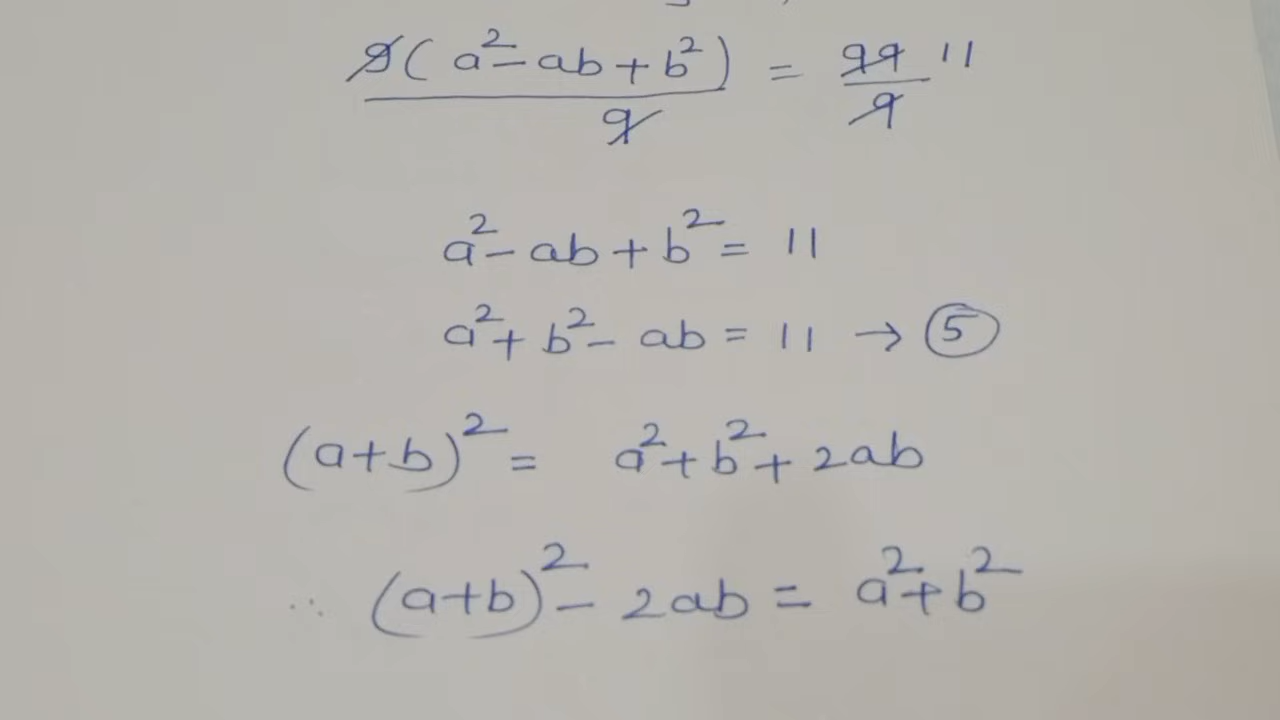 9(a²-ab+b²)/9 = 99/9 11
a²-ab+b² = 11
a²+b²-ab = 11 → ⑤
(a+b)² = a²+b²+2ab
∴ (a+b)²-2ab = a²+b²